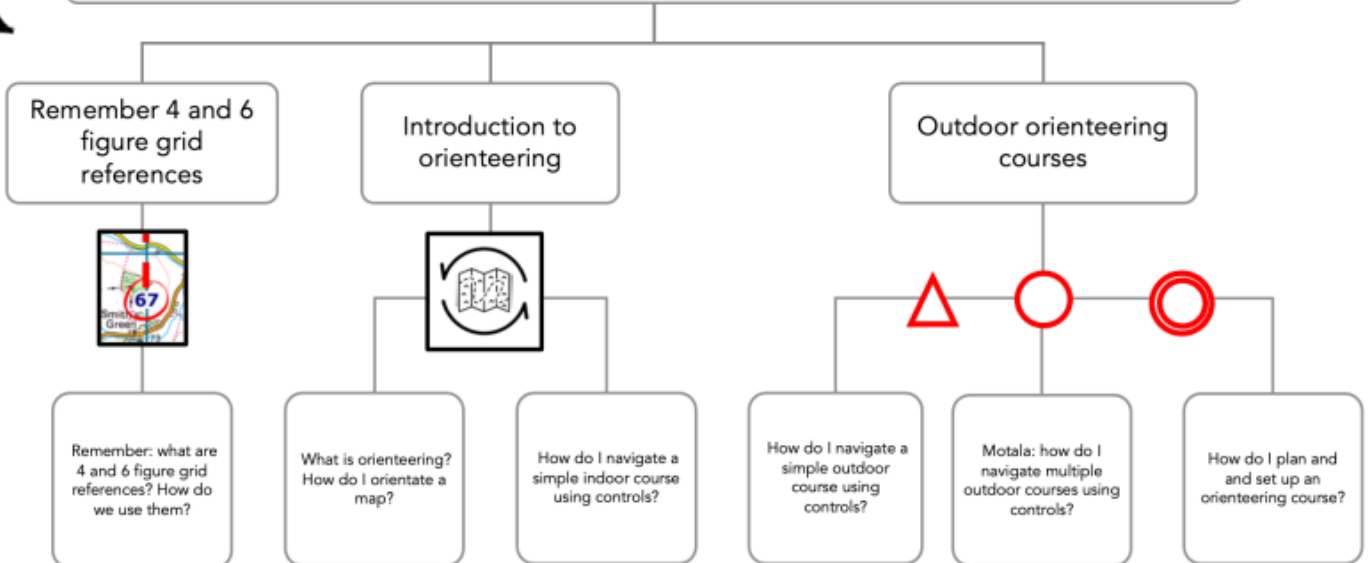 Remember 4 and 6
figure grid
references
Introduction to
orienteering
Outdoor orienteering
courses
67
Smith's
Green
Remember: what are
4 and 6 figure grid
references? How do
we use them?
What is orienteering?
How do I orientate a
map?
How do I navigate a
simple indoor course
using controls?
How do I navigate a
simple outdoor
course using
controls?
Motala: how do I
navigate multiple
outdoor courses using
controls?
How do I plan and
and set up an
orienteering course?